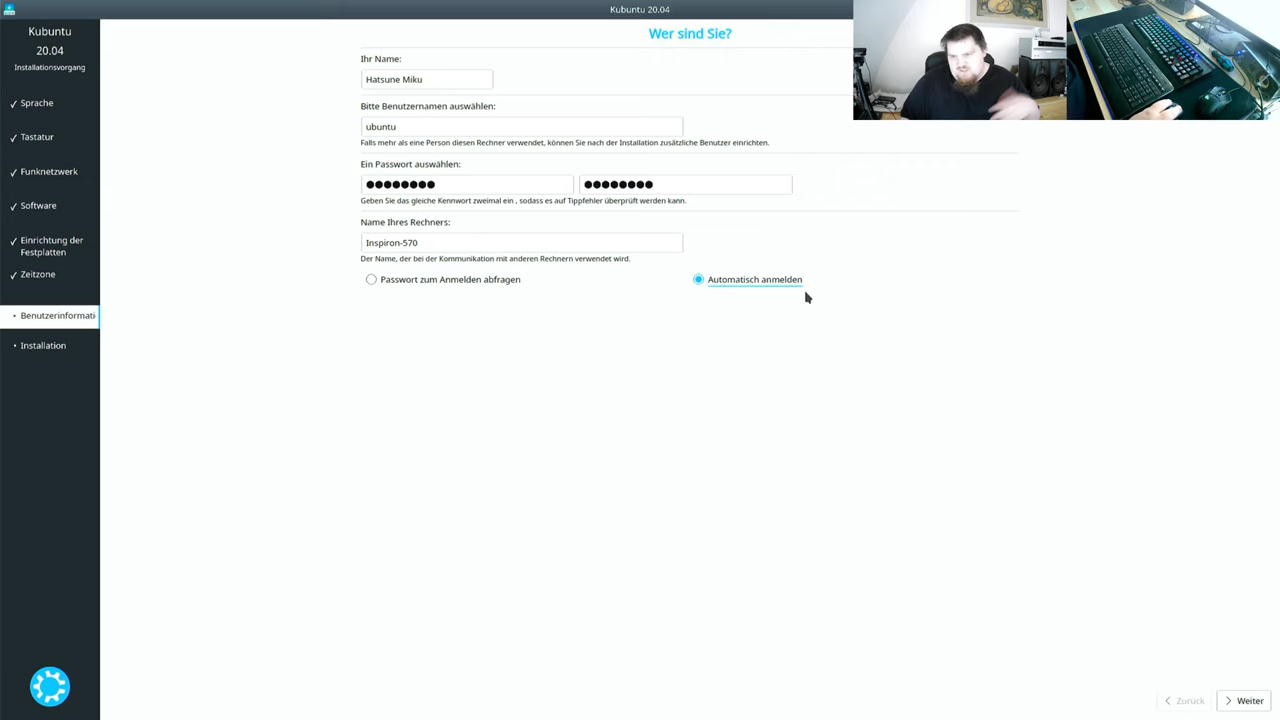 Kubuntu 20.04
Kubuntu
20.04
Installationsvorgang
✓ Sprache
✓ Tastatur
✓ Funknetzwerk
✓ Software
✓ Einrichtung der
Festplatten
✓ Zeitzone
• Benutzerinformati
• Installation
Wer sind Sie?
Ihr Name:
Hatsune Miku
Bitte Benutzernamen auswählen:
ubuntu
Falls mehr als eine Person diesen Rechner verwendet, können Sie nach der Installation zusätzliche Benutzer einrichten.
Ein Passwort auswählen:
●●●●●●●● ●●●●●●●●
Geben Sie das gleiche Kennwort zweimal ein , sodass es auf Tippfehler überprüft werden kann.
Name Ihres Rechners:
Inspiron-570
Der Name, der bei der Kommunikation mit anderen Rechnern verwendet wird.
Passwort zum Anmelden abfragen Automatisch anmelden
Zurück Weiter